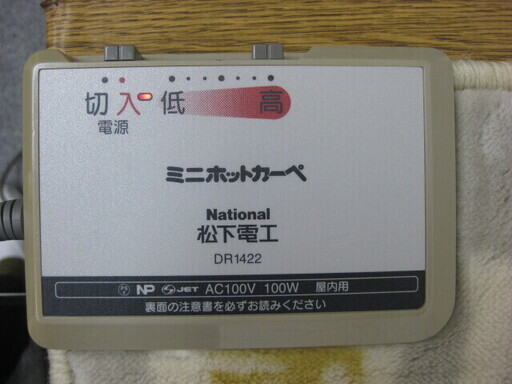 切 入 低 高
電源
ミニホットカーペ
National
松下電工
DR1422
NP JET AC100V 100W 屋内用
裏面の注意書を必ずお読みください